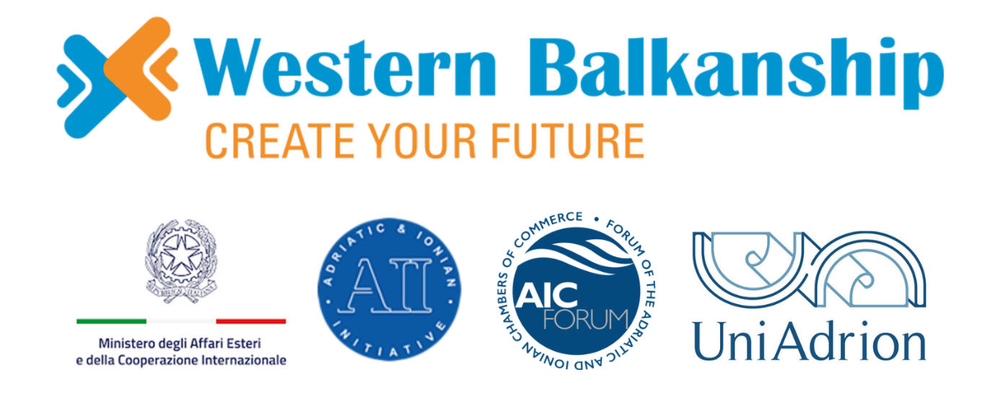 Western Balkanship
CREATE YOUR FUTURE
Ministero degli Affari Esteri
e della Cooperazione Internazionale
ADRIATIC & IONIAN
AII
INITIATIVE
FORUM OF THE ADRIATIC AND IONIAN CHAMBERS OF COMMERCE
AIC
FORUM
UniAdrion